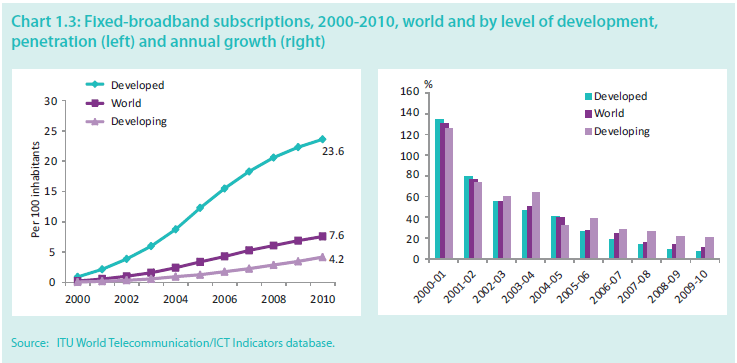 Chart 1.3: Fixed-broadband subscriptions, 2000-2010, world and by level of development,
penetration (left) and annual growth (right)
Developed
World
Developing
Per 100 inhabitants
30
25
20
15
10
5
0
23.6
7.6
4.2
2000 2002 2004 2006 2008 2010
%
160
140
120
100
80
60
40
20
0
Developed
World
Developing
2000-01 2001-02 2002-03 2003-04 2004-05 2005-06 2006-07 2007-08 2008-09 2009-10
Source: ITU World Telecommunication/ICT Indicators database.